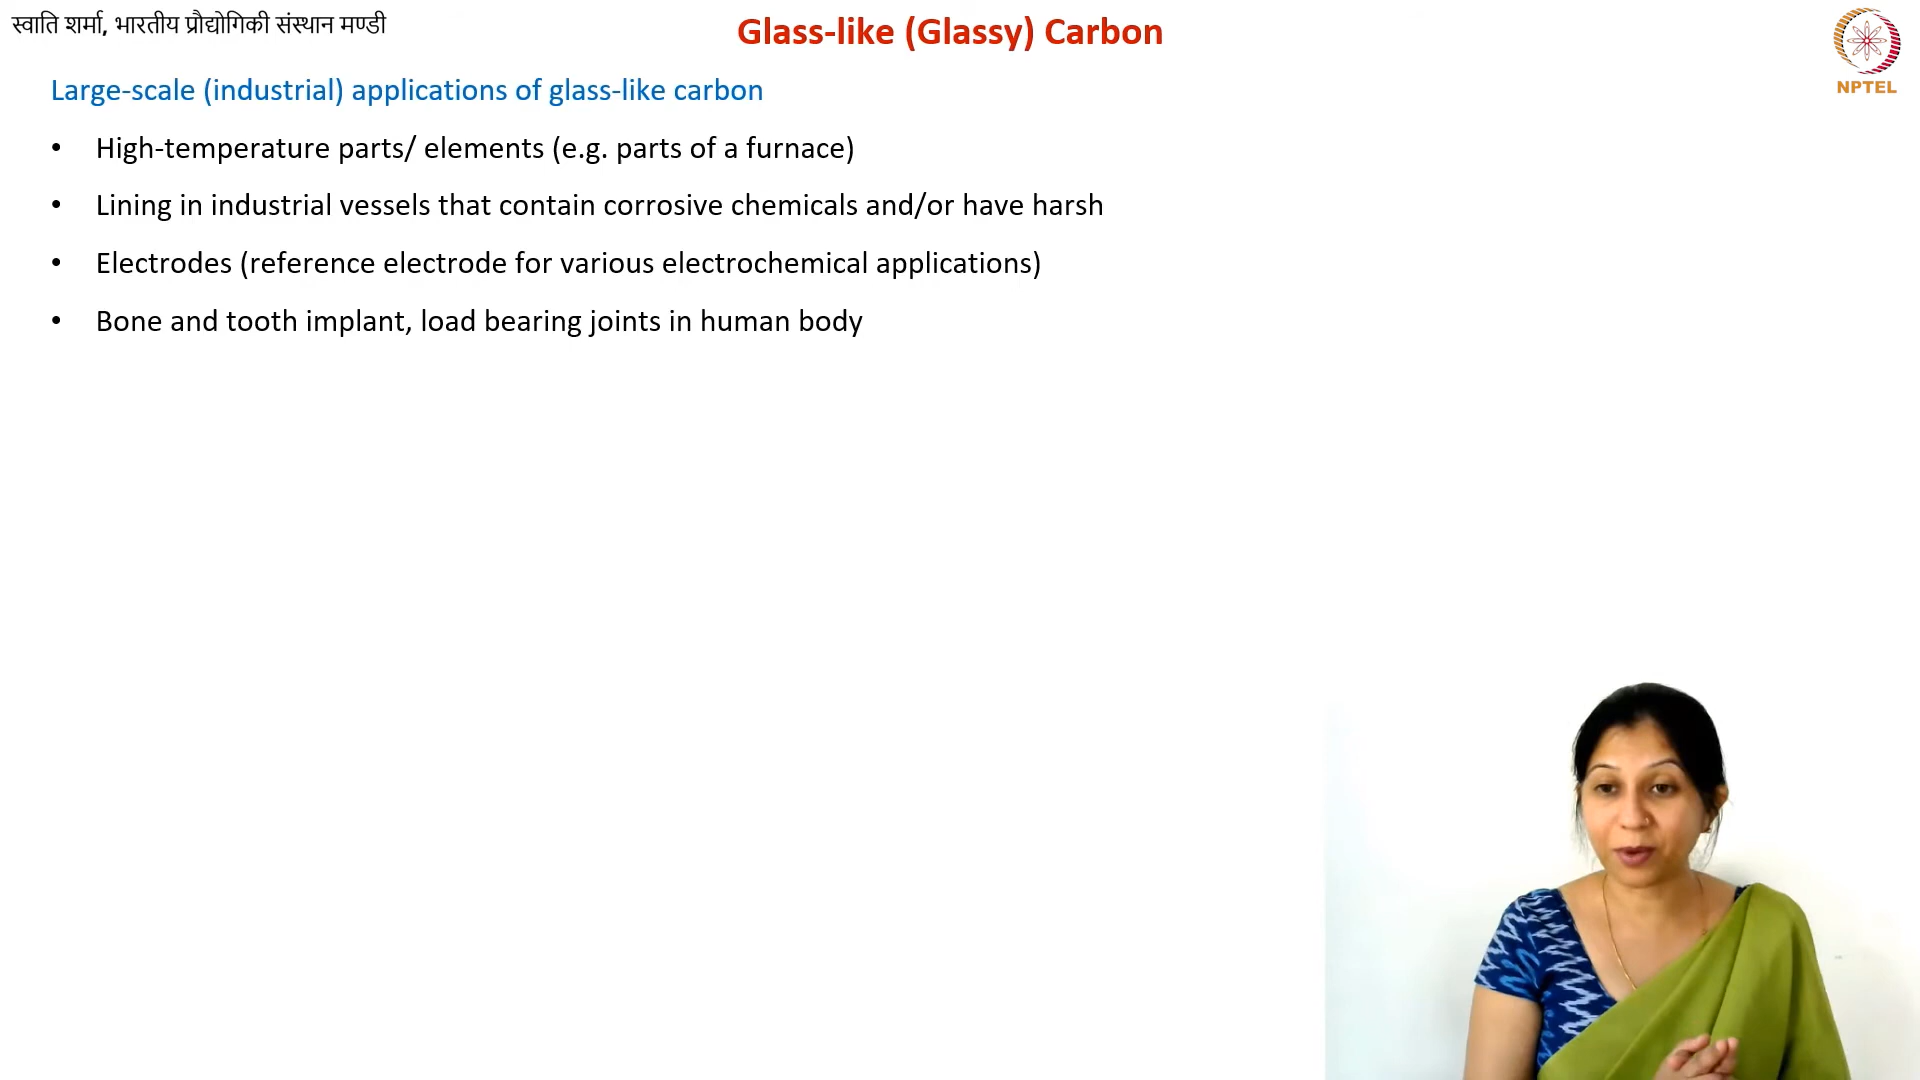 स्वाति शर्मा, भारतीय प्रौद्योगिकी संस्थान मण्डी
Glass-like (Glassy) Carbon
NPTEL
Large-scale (industrial) applications of glass-like carbon
• High-temperature parts/ elements (e.g. parts of a furnace)
• Lining in industrial vessels that contain corrosive chemicals and/or have harsh
• Electrodes (reference electrode for various electrochemical applications)
• Bone and tooth implant, load bearing joints in human body